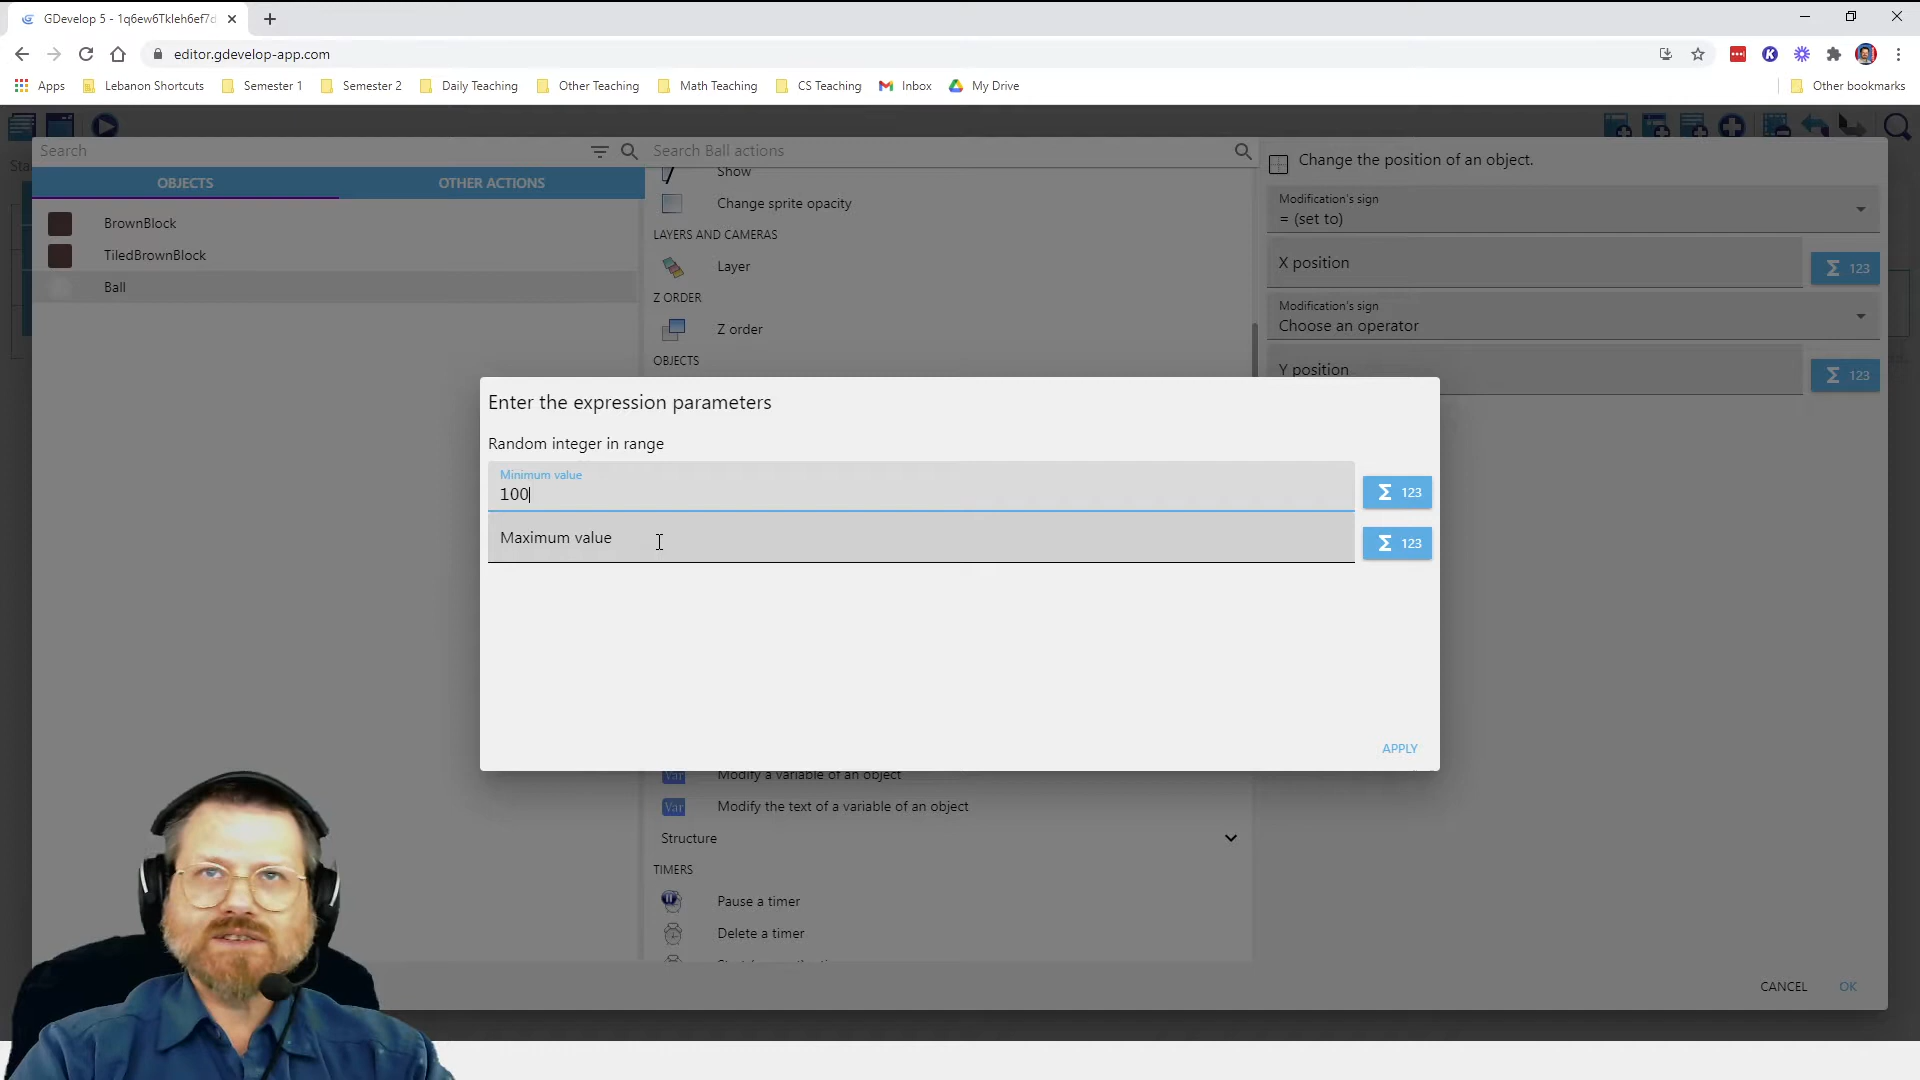 GDevelop 5 - 1q6ew6Tkleh6ef7d
editor.gdevelop-app.com
Apps Lebanon Shortcuts Semester 1 Semester 2 Daily Teaching Other Teaching Math Teaching CS Teaching Inbox My Drive Other bookmarks
Search
Search Ball actions
OBJECTS
OTHER ACTIONS
BrownBlock
TiledBrownBlock
Ball
Show
Change sprite opacity
LAYERS AND CAMERAS
Layer
Z ORDER
Z order
OBJECTS
Change the position of an object.
Modification's sign
= (set to)
X position
Σ 123
Modification's sign
Choose an operator
Y position
Σ 123
Enter the expression parameters
Random integer in range
Minimum value
100
Σ 123
Maximum value
Σ 123
APPLY
Modify a variable of an object
Var
Modify the text of a variable of an object
Structure
TIMERS
Pause a timer
Delete a timer
CANCEL
OK